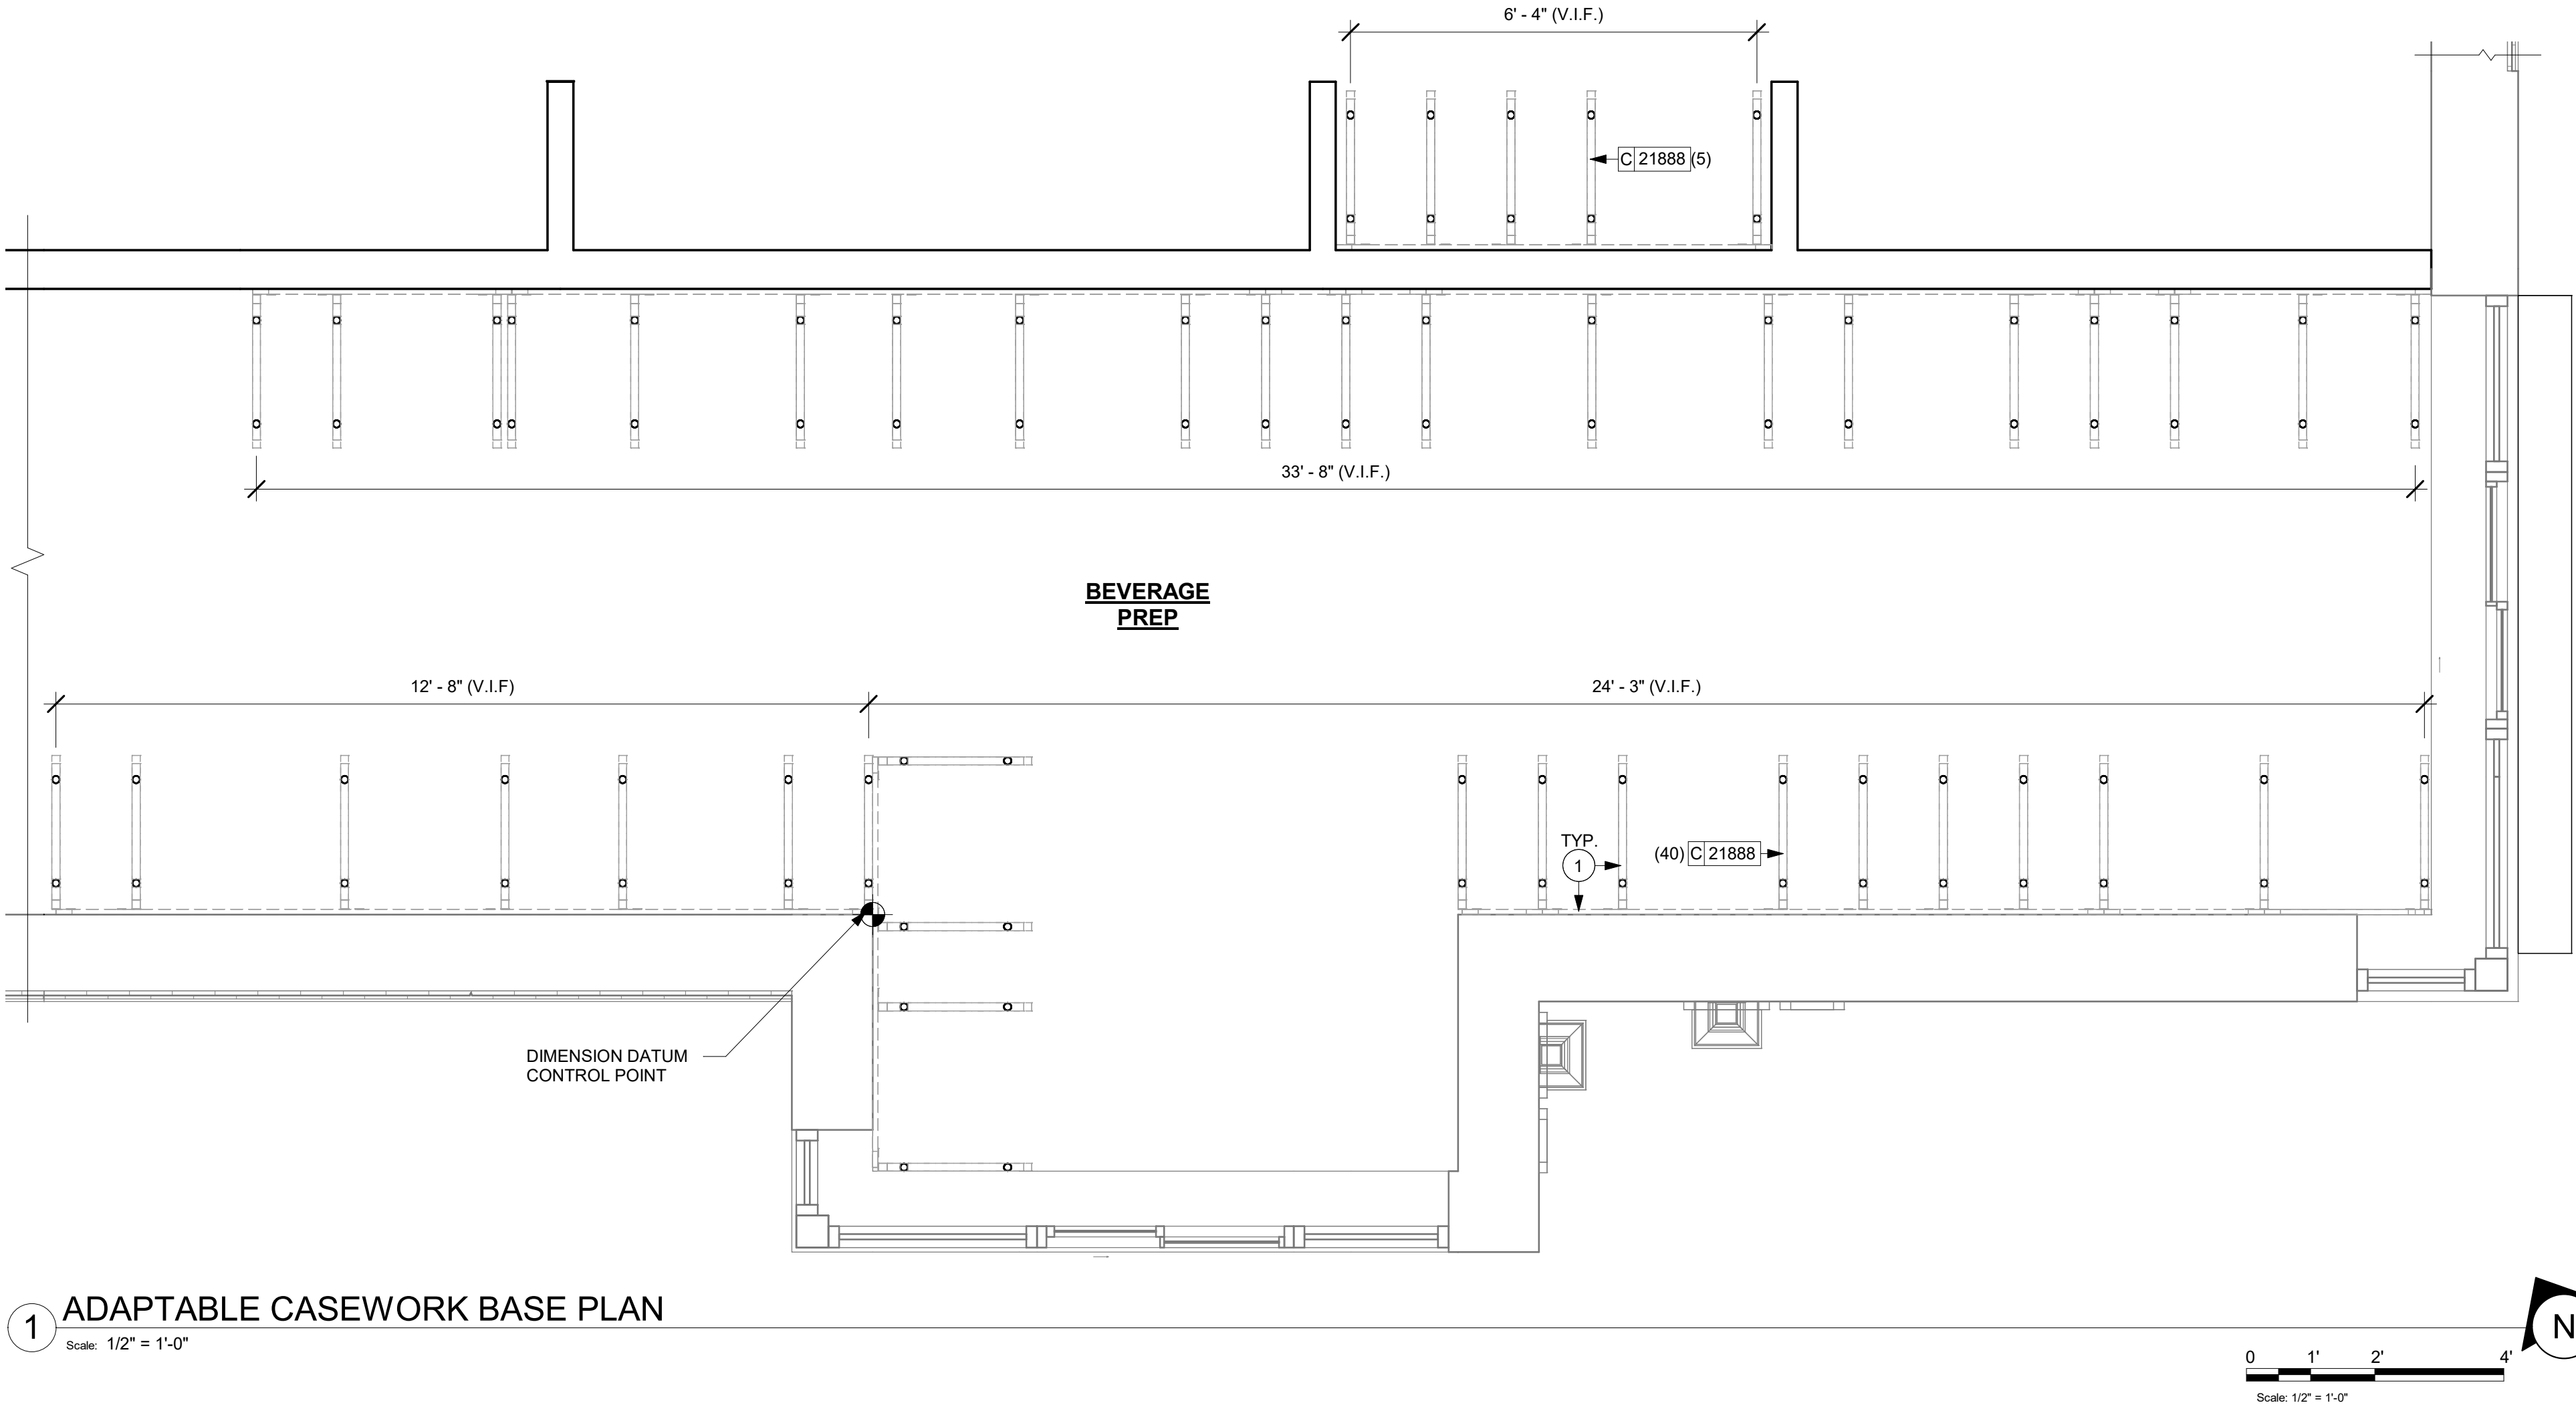 6' - 4" (V.I.F.)
C 21888 (5)
33' - 8" (V.I.F.)
BEVERAGE
PREP
12' - 8" (V.I.F)
24' - 3" (V.I.F.)
TYP.
1
(40) C 21888
DIMENSION DATUM
CONTROL POINT
1
ADAPTABLE CASEWORK BASE PLAN
Scale: 1/2" = 1'-0"
N
0 1' 2' 4'
Scale: 1/2" = 1'-0"